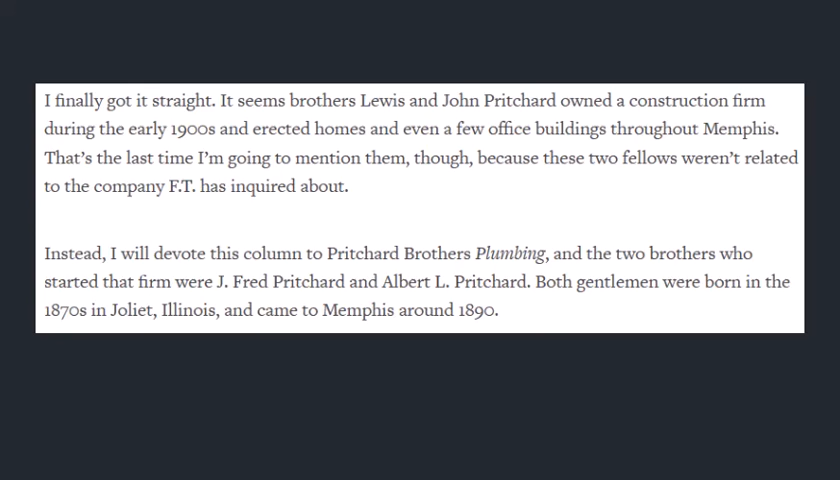 I finally got it straight. It seems brothers Lewis and John Pritchard owned a construction firm
during the early 1900s and erected homes and even a few office buildings throughout Memphis.
That’s the last time I’m going to mention them, though, because these two fellows weren’t related
to the company F.T. has inquired about.
Instead, I will devote this column to Pritchard Brothers Plumbing, and the two brothers who
started that firm were J. Fred Pritchard and Albert L. Pritchard. Both gentlemen were born in the
1870s in Joliet, Illinois, and came to Memphis around 1890.